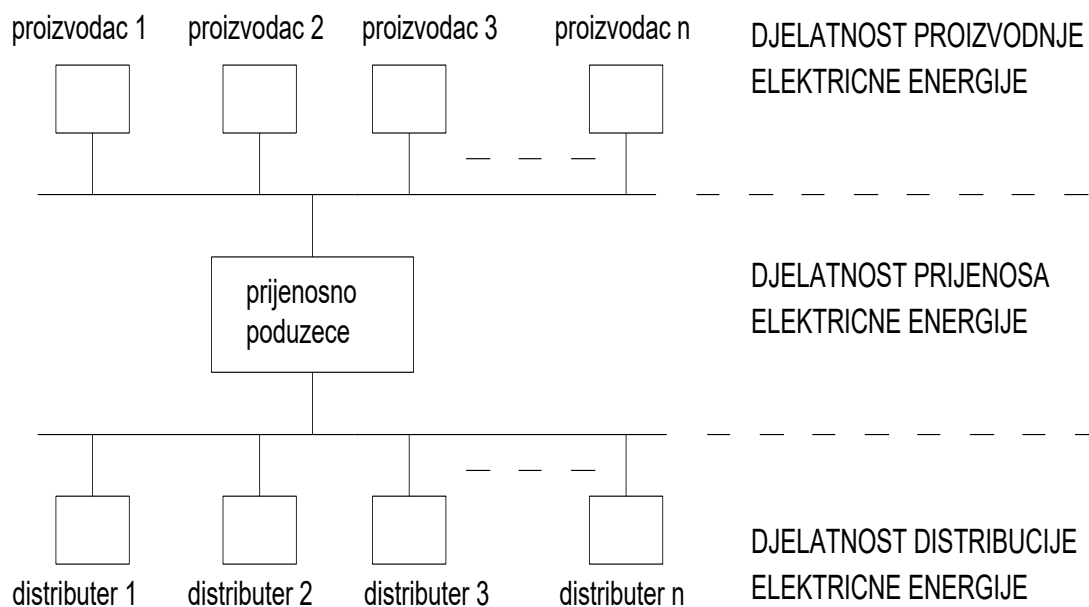 proizvodac 1
proizvodac 2
proizvodac 3
proizvodac n
DJELATNOST PROIZVODNJE
ELEKTRICNE ENERGIJE
prijenosno
poduzece
DJELATNOST PRIJENOSA
ELEKTRICNE ENERGIJE
distributer 1
distributer 2
distributer 3
distributer n
DJELATNOST DISTRIBUCIJE
ELEKTRICNE ENERGIJE